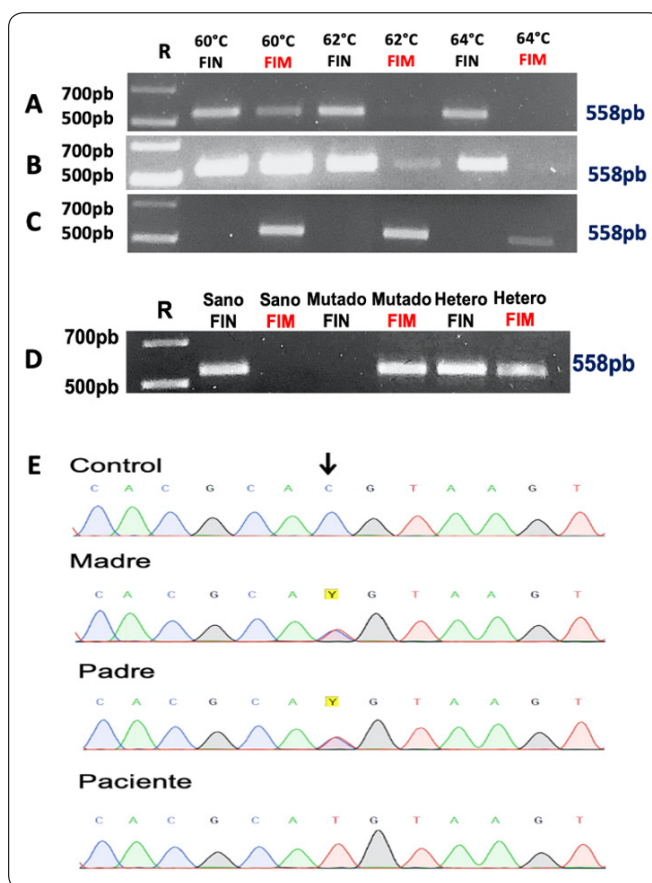 60°C 60°C 62°C 62°C 64°C 64°C
R FIN FIM FIN FIM FIN FIM
A 700pb
500pb 558pb
B 700pb
500pb 558pb
C 700pb
500pb 558pb
Sano Sano Mutado Mutado Hetero Hetero
R FIN FIM FIN FIM FIN FIM
D 700pb
500pb 558pb
E
Control
C A C G C A C G T A A G T
Madre
C A C G C A Y G T A A G T
Padre
C A C G C A Y G T A A G T
Paciente
C A C G C A T G T A A G T